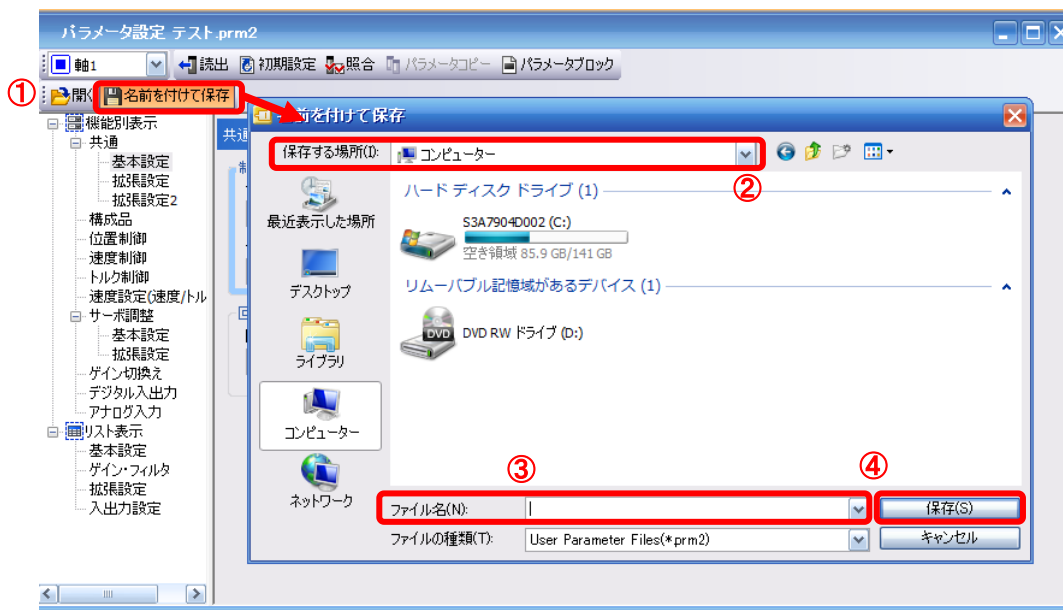 パラメータ設定 テスト.prm2
軸1 読出 初期設定 照合 パラメータコピー パラメータブロック
① 開く 名前を付けて保存
機能別表示
共通
基本設定
拡張設定
拡張設定2
構成品
位置制御
速度制御
トルク制御
速度設定(速度/トル
サーボ調整
基本設定
拡張設定
ゲイン切換え
デジタル入出力
アナログ入力
リスト表示
基本設定
ゲイン・フィルタ
拡張設定
入出力設定
共通
前を付けて保存
保存する場所(I): コンピューター
②
最近表示した場所
デスクトップ
ライブラリ
コンピューター
ネットワーク
ハード ディスク ドライブ (1)
S3A7904D002 (C:)
空き領域 85.9 GB/141 GB
リムーバブル記憶域があるデバイス (1)
DVD
DVD RW ドライブ (D:)
③ ④
ファイル名(N): 保存(S)
ファイルの種類(T): User Parameter Files(*.prm2) キャンセル